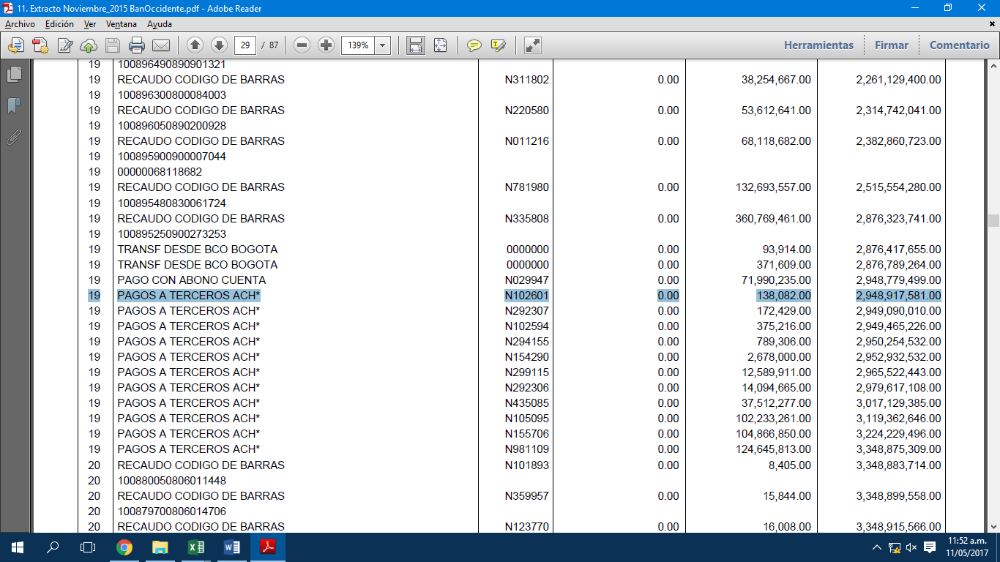 11. Extracto Noviembre_2015 BanOccidente.pdf - Adobe Reader
Archivo Edición Ver Ventana Ayuda
29 / 87 139% Herramientas Firmar Comentario
19 100896490890901321
19 RECAUDO CODIGO DE BARRAS N311802 0.00 38,254,667.00 2,261,129,400.00
19 100896300800084003
19 RECAUDO CODIGO DE BARRAS N220580 0.00 53,612,641.00 2,314,742,041.00
19 100896050890200928
19 RECAUDO CODIGO DE BARRAS N011216 0.00 68,118,682.00 2,382,860,723.00
19 100895900900007044
19 00000068118682
19 RECAUDO CODIGO DE BARRAS N781980 0.00 132,693,557.00 2,515,554,280.00
19 100895480830061724
19 RECAUDO CODIGO DE BARRAS N335808 0.00 360,769,461.00 2,876,323,741.00
19 100895250900273253
19 TRANSF DESDE BCO BOGOTA 0000000 0.00 93,914.00 2,876,417,655.00
19 TRANSF DESDE BCO BOGOTA 0000000 0.00 371,609.00 2,876,789,264.00
19 PAGO CON ABONO CUENTA N029947 0.00 71,990,235.00 2,948,779,499.00
19 PAGOS A TERCEROS ACH* N102601 0.00 138,082.00 2,948,917,581.00
19 PAGOS A TERCEROS ACH* N292307 0.00 172,429.00 2,949,090,010.00
19 PAGOS A TERCEROS ACH* N102594 0.00 375,216.00 2,949,465,226.00
19 PAGOS A TERCEROS ACH* N294155 0.00 789,306.00 2,950,254,532.00
19 PAGOS A TERCEROS ACH* N154290 0.00 2,678,000.00 2,952,932,532.00
19 PAGOS A TERCEROS ACH* N299115 0.00 12,589,911.00 2,965,522,443.00
19 PAGOS A TERCEROS ACH* N292306 0.00 14,094,665.00 2,979,617,108.00
19 PAGOS A TERCEROS ACH* N435085 0.00 37,512,277.00 3,017,129,385.00
19 PAGOS A TERCEROS ACH* N105095 0.00 102,233,261.00 3,119,362,646.00
19 PAGOS A TERCEROS ACH* N155706 0.00 104,866,850.00 3,224,229,496.00
19 PAGOS A TERCEROS ACH* N981109 0.00 124,645,813.00 3,348,875,309.00
20 RECAUDO CODIGO DE BARRAS N101893 0.00 8,405.00 3,348,883,714.00
20 100880050806011448
20 RECAUDO CODIGO DE BARRAS N359957 0.00 15,844.00 3,348,899,558.00
20 100879700806014706
20 RECAUDO CODIGO DE BARRAS N123770 0.00 16,008.00 3,348,915,566.00
11:52 a.m.
11/05/2017